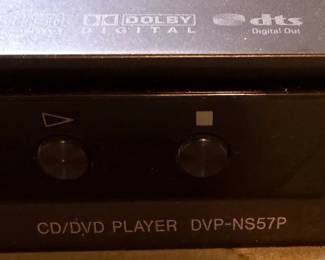 DOLBY dts
DIGITAL Digital Out
CD/DVD PLAYER DVP-NS57P